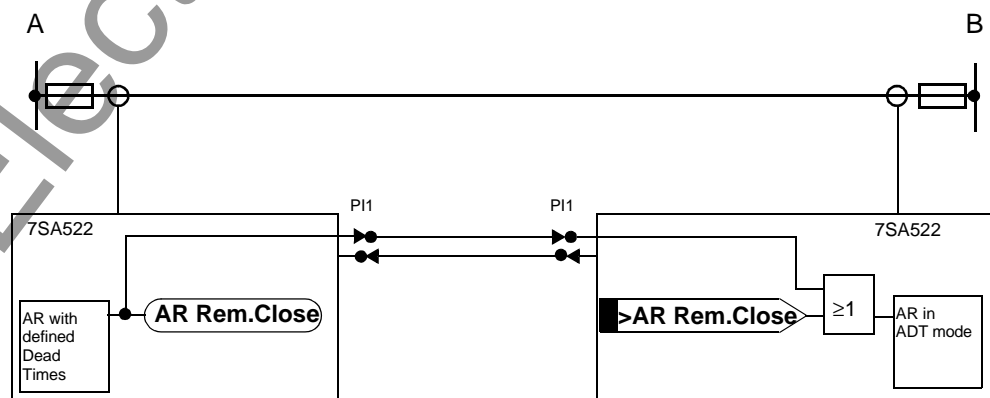 A
B
PI1
PI1
7SA522
7SA522
AR with
defined
Dead
Times
AR Rem.Close
>AR Rem.Close
≥1
AR in
ADT mode
Elec